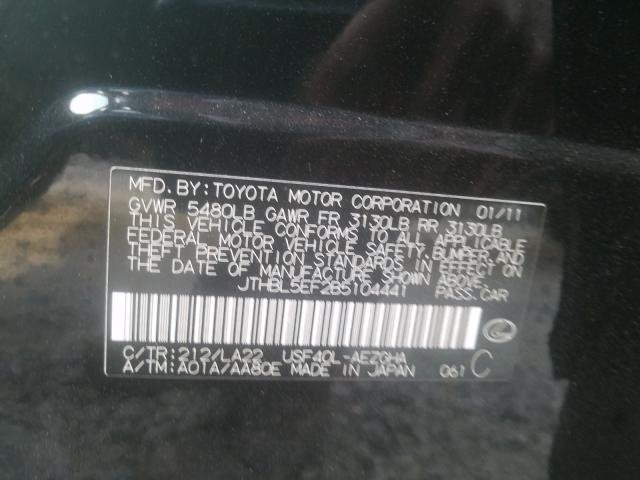 MFD. BY: TOYOTA MOTOR CORPORATION 01/11
GVWR 5480LB GAWR FR 3130LB RR 3130LB
THIS VEHICLE CONFORMS TO ALL APPLICABLE
FEDERAL MOTOR VEHICLE SAFETY, BUMPER, AND
THEFT PREVENTION STANDARDS IN EFFECT ON
THE DATE OF MANUFACTURE SHOWN ABOVE.
JTHBL5EF2B5104441 PASS. CAR
C/TR: 212/LA22 USF40L-AEZGHA
A/TM: A01A/AA80E MADE IN JAPAN 061 C